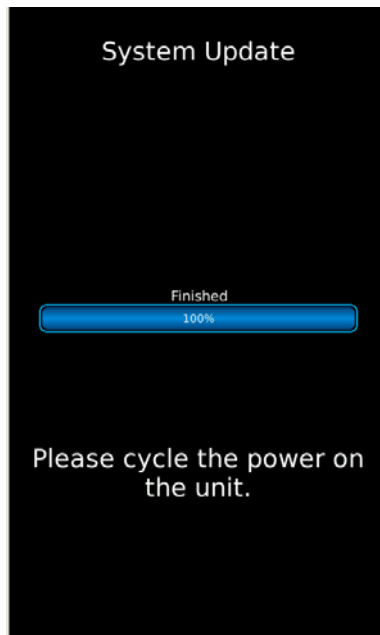 System Update
Finished
100%
Please cycle the power on
the unit.